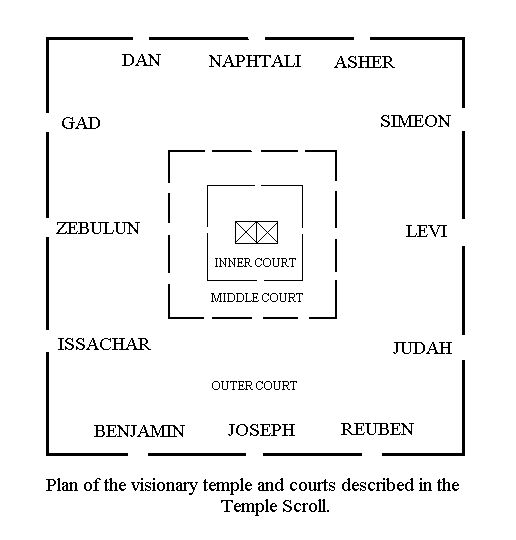 DAN NAPHTALI ASHER
GAD SIMEON
ZEBULUN LEVI
INNER COURT
MIDDLE COURT
ISSACHAR JUDAH
OUTER COURT
BENJAMIN JOSEPH REUBEN
Plan of the visionary temple and courts described in the
Temple Scroll.